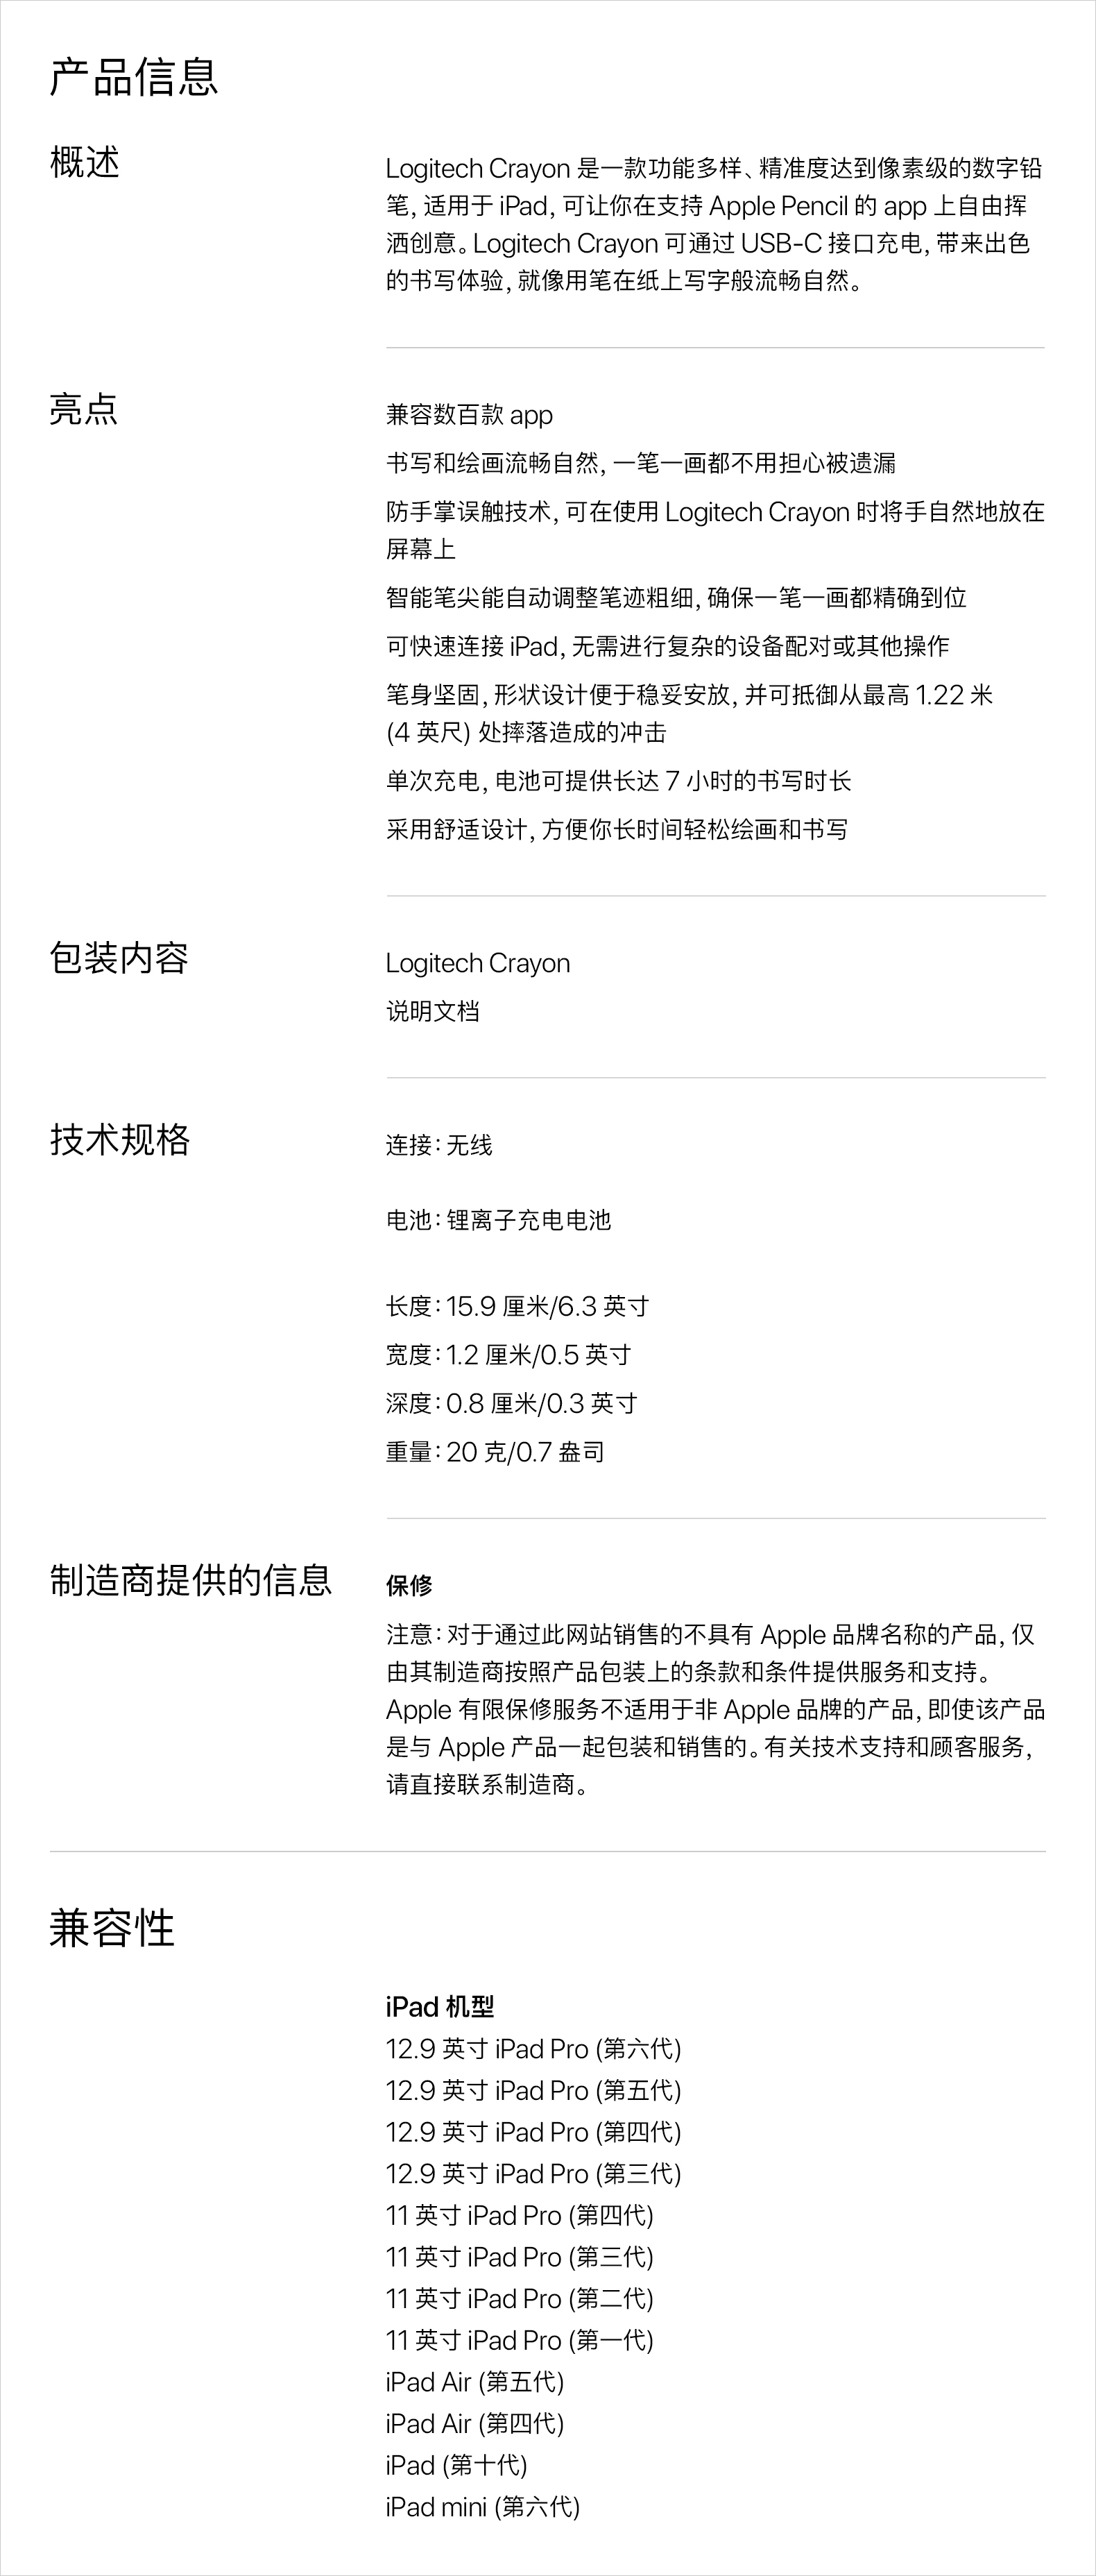 产品信息
概述
Logitech Crayon 是一款功能多样、精准度达到像素级的数字铅
笔，适用于 iPad，可让你在支持 Apple Pencil 的 app 上自由挥
洒创意。Logitech Crayon 可通过 USB-C 接口充电，带来出色
的书写体验，就像用笔在纸上写字般流畅自然。
亮点
兼容数百款 app
书写和绘画流畅自然，一笔一画都不用担心被遗漏
防手掌误触技术，可在使用 Logitech Crayon 时将手自然地放在
屏幕上
智能笔尖能自动调整笔迹粗细，确保一笔一画都精确到位
可快速连接 iPad，无需进行复杂的设备配对或其他操作
笔身坚固，形状设计便于稳妥安放，并可抵御从最高 1.22 米
(4 英尺) 处摔落造成的冲击
单次充电，电池可提供长达 7 小时的书写时长
采用舒适设计，方便你长时间轻松绘画和书写
包装内容
Logitech Crayon
说明文档
技术规格
连接：无线
电池：锂离子充电电池
长度：15.9 厘米/6.3 英寸
宽度：1.2 厘米/0.5 英寸
深度：0.8 厘米/0.3 英寸
重量：20 克/0.7 盎司
制造商提供的信息
保修
注意：对于通过此网站销售的不具有 Apple 品牌名称的产品，仅
由其制造商按照产品包装上的条款和条件提供服务和支持。
Apple 有限保修服务不适用于非 Apple 品牌的产品，即使该产品
是与 Apple 产品一起包装和销售的。有关技术支持和顾客服务，
请直接联系制造商。
兼容性
iPad 机型
12.9 英寸 iPad Pro (第六代)
12.9 英寸 iPad Pro (第五代)
12.9 英寸 iPad Pro (第四代)
12.9 英寸 iPad Pro (第三代)
11 英寸 iPad Pro (第四代)
11 英寸 iPad Pro (第三代)
11 英寸 iPad Pro (第二代)
11 英寸 iPad Pro (第一代)
iPad Air (第五代)
iPad Air (第四代)
iPad (第十代)
iPad mini (第六代)